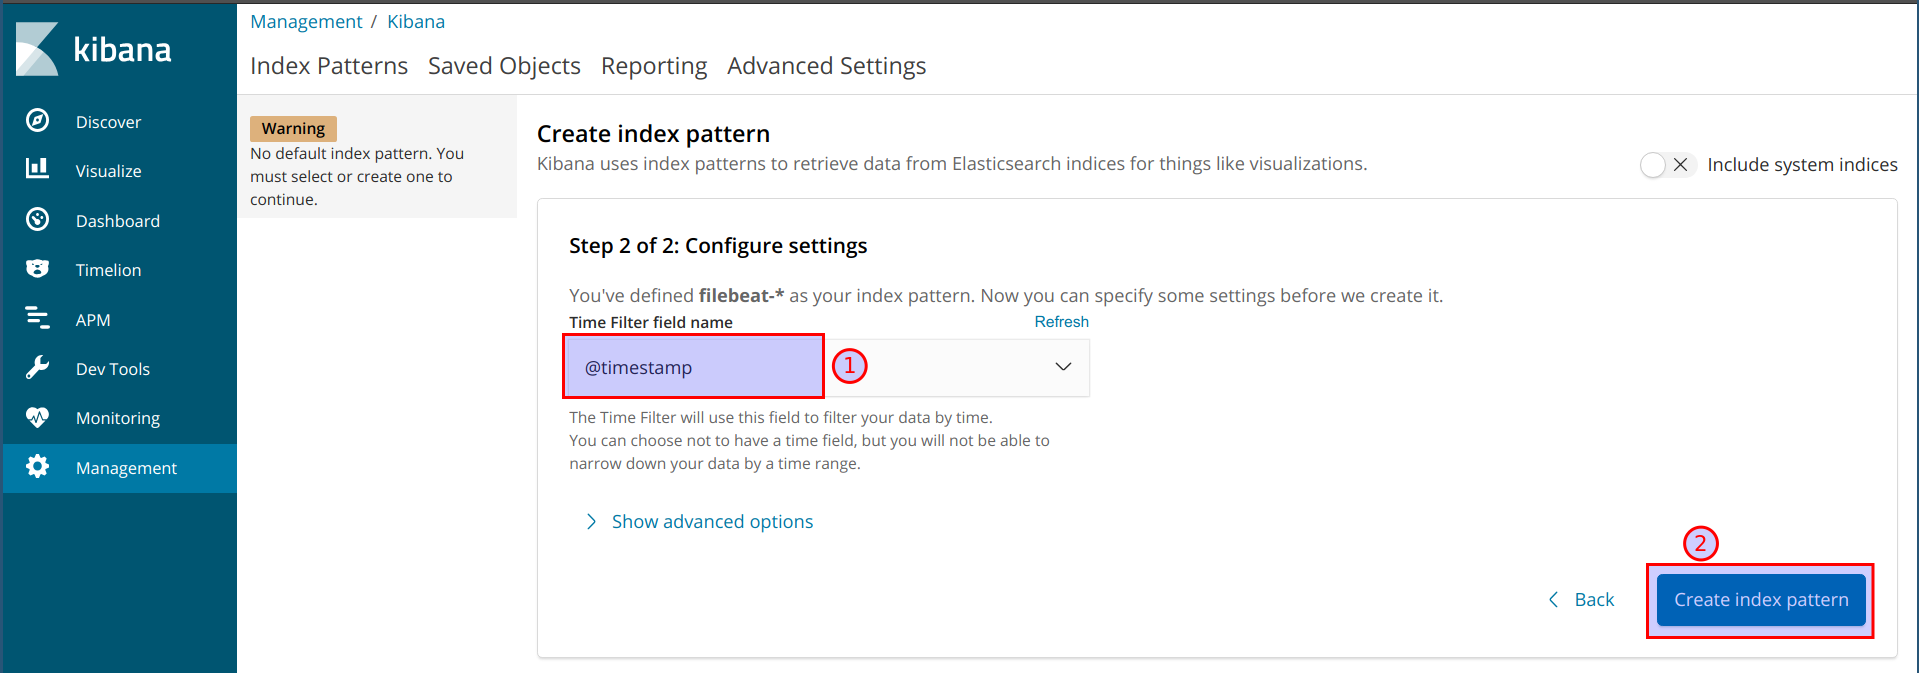 kibana
Discover
Visualize
Dashboard
Timelion
APM
Dev Tools
Monitoring
Management
Management / Kibana
Index Patterns Saved Objects Reporting Advanced Settings
Warning
No default index pattern. You
must select or create one to
continue.
Create index pattern
Kibana uses index patterns to retrieve data from Elasticsearch indices for things like visualizations.
Include system indices
Step 2 of 2: Configure settings
You've defined filebeat-* as your index pattern. Now you can specify some settings before we create it.
Time Filter field name Refresh
@timestamp 1
The Time Filter will use this field to filter your data by time.
You can choose not to have a time field, but you will not be able to
narrow down your data by a time range.
Show advanced options
2
Back Create index pattern